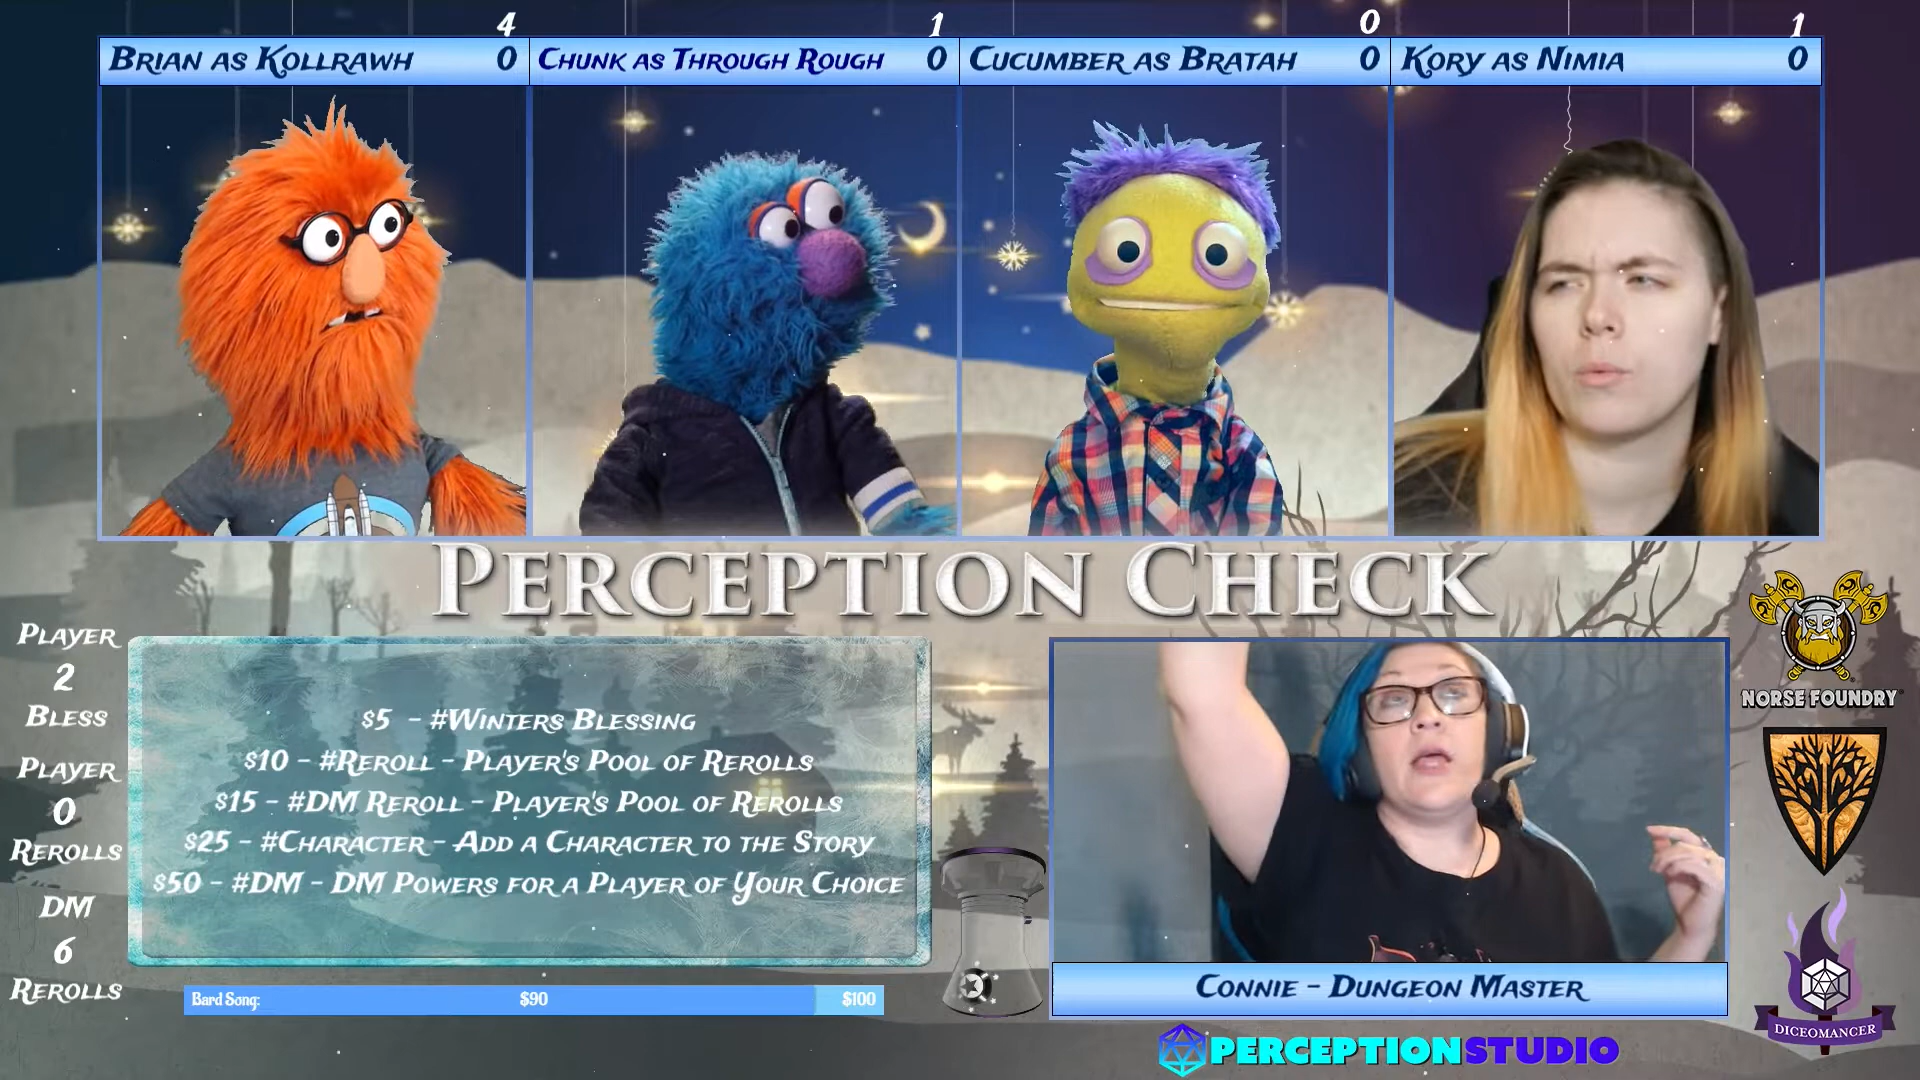 4
1
0
1
Brian as Kollrawh 0
Chunk as Through Rough 0
Cucumber as Bratah 0
Kory as Nimia 0
Perception Check
Player
2
Bless
Player
0
Rerolls
DM
6
Rerolls
$5 - #Winters Blessing
$10 - #Reroll - Player's Pool of Rerolls
$15 - #DM Reroll - Player's Pool of Rerolls
$25 - #Character - Add a Character to the Story
$50 - #DM - DM Powers for a Player of Your Choice
Bard Song: $90 $100
Connie - Dungeon Master
NORSE FOUNDRY
DICEOMANCER
PERCEPTIONSTUDIO